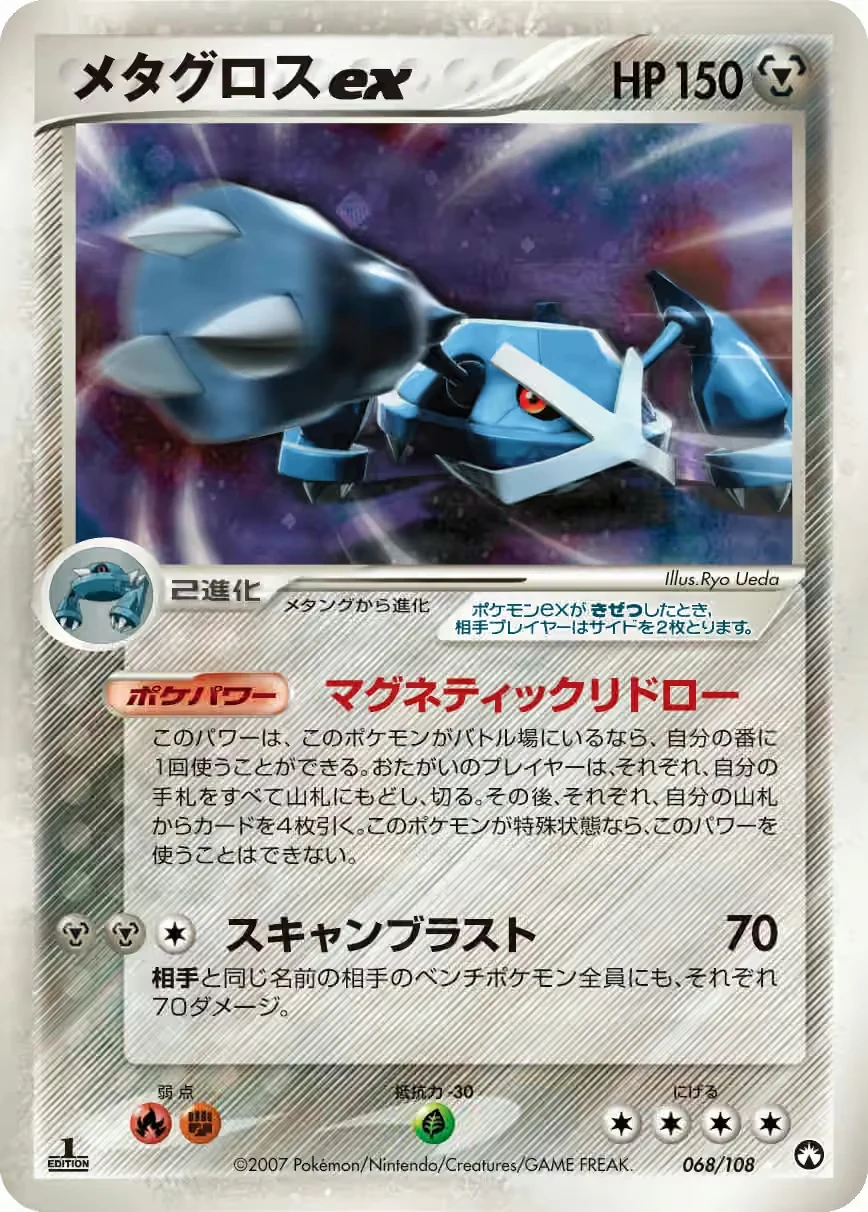 メタグロスex HP150
Illus.Ryo Ueda
2進化 メタングから進化
ポケモンexがきぜつしたとき、
相手プレイヤーはサイドを2枚とります。
ポケパワー マグネティックリドロー
このパワーは、このポケモンがバトル場にいるなら、自分の番に
1回使うことができる。おたがいのプレイヤーは、それぞれ、自分の
手札をすべて山札にもどし、切る。その後、それぞれ、自分の山札
からカードを4枚引く。このポケモンが特殊状態なら、このパワーを
使うことはできない。
スキャンブラスト 70
相手と同じ名前の相手のベンチポケモン全員にも、それぞれ
70ダメージ。
弱点 抵抗力 -30 にげる
1 EDITION
©2007 Pokémon/Nintendo/Creatures/GAME FREAK. 068/108